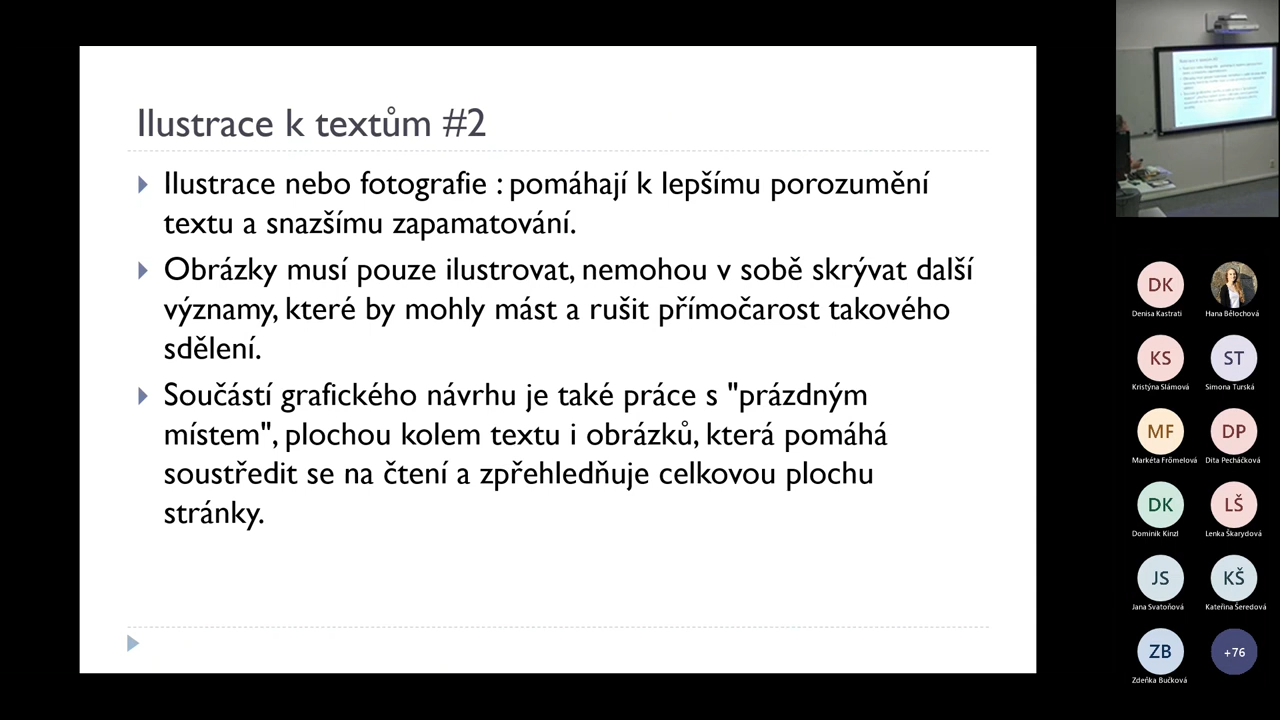 Ilustrace k textům #2
Ilustrace nebo fotografie : pomáhají k lepšímu porozumění
textu a snazšímu zapamatování.
Obrázky musí pouze ilustrovat, nemohou v sobě skrývat další
významy, které by mohly mást a rušit přímočarost takového
sdělení.
Součástí grafického návrhu je také práce s "prázdným
místem", plochou kolem textu i obrázků, která pomáhá
soustředit se na čtení a zpřehledňuje celkovou plochu
stránky.
DK
Denisa Kastrati
Hana Bělochová
KS
ST
Kristýna Slámová
Simona Turská
MF
DP
Markéta Frömelová
Dita Pecháčková
DK
LŠ
Dominik Kinzl
Lenka Škarydová
JS
KŠ
Jana Svatoňová
Kateřina Šeredová
ZB
+76
Zdeňka Bučková